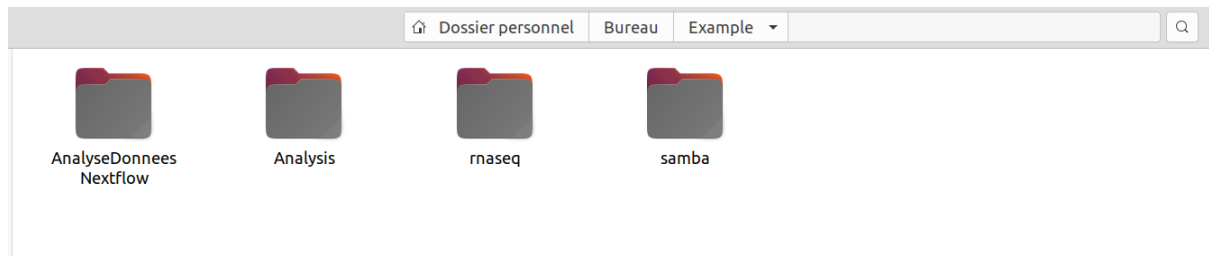 Dossier personnel Bureau Example
AnalyseDonnees Analysis rnaseq samba
Nextflow